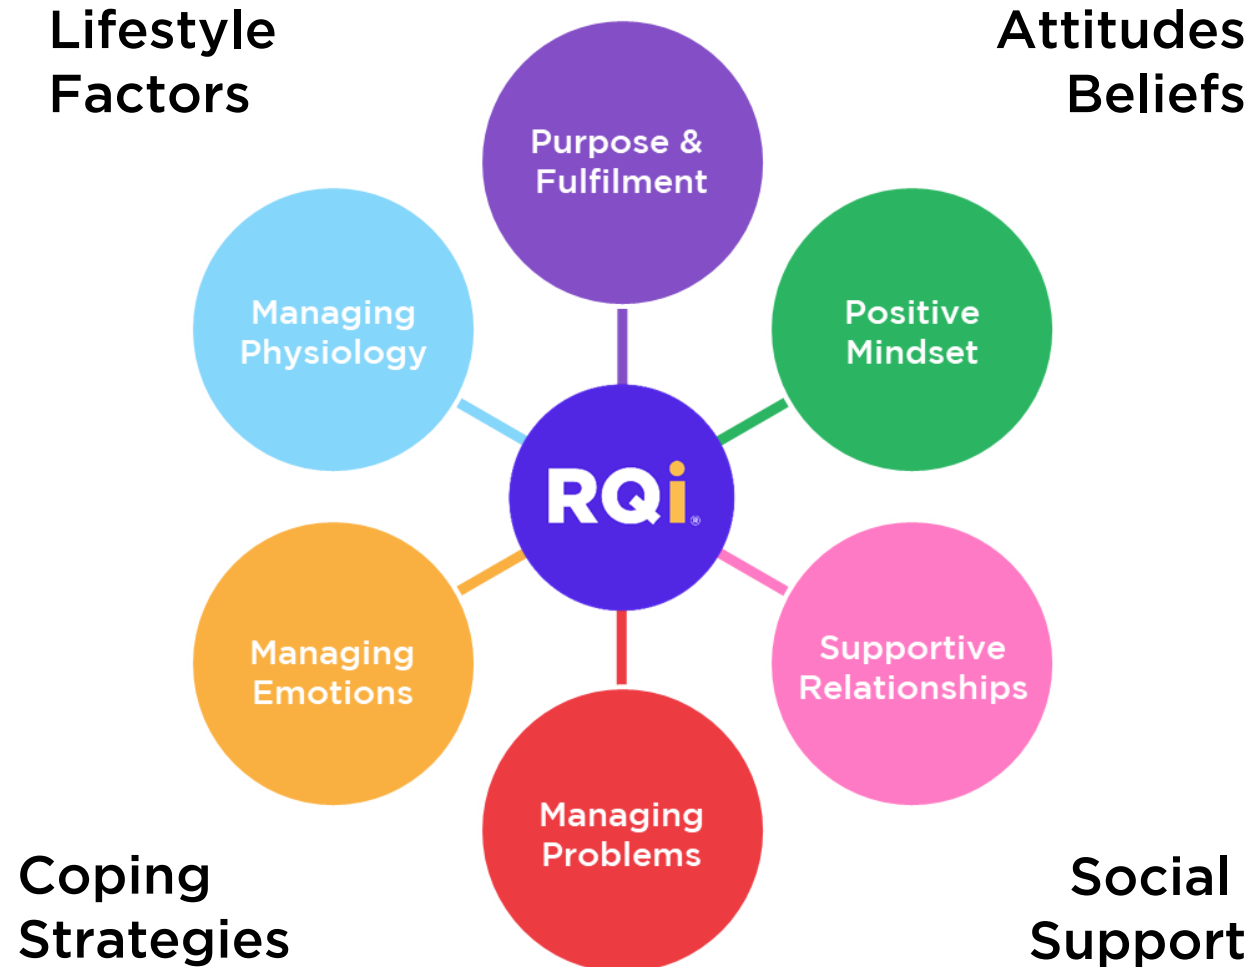 Lifestyle
Factors
Attitudes
Beliefs
Purpose &
Fulfilment
Managing
Physiology
Positive
Mindset
RQi®
Managing
Emotions
Supportive
Relationships
Managing
Problems
Coping
Strategies
Social
Support